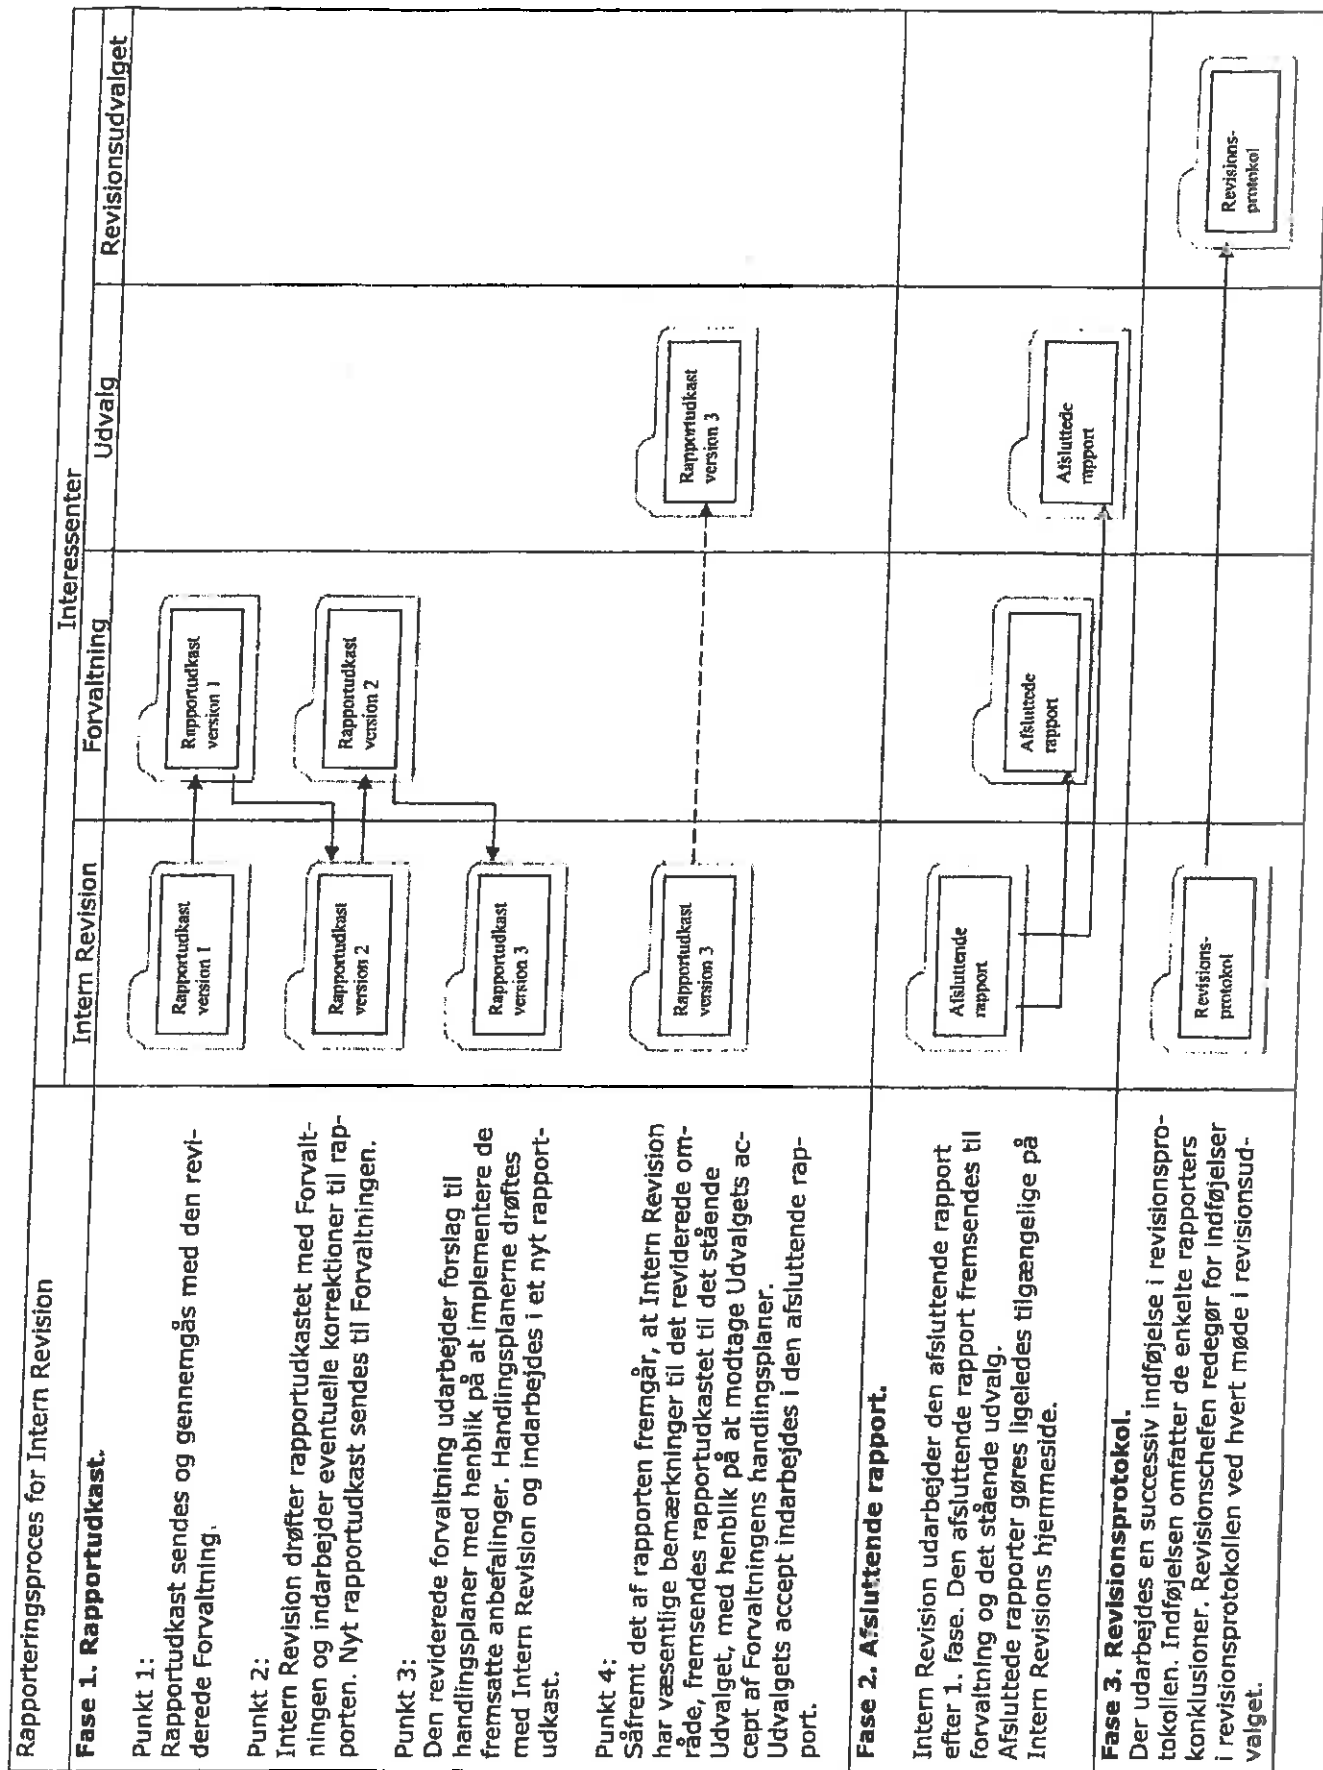 Rapporteringsproces for Intern Revision
Interessenter
Intern Revision
Forvaltning
Udvalg
Revisionsudvalget
Fase 1. Rapportudkast.
Punkt 1:
Rapportudkast sendes og gennemgås med den revi-
derede Forvaltning.
Rapportudkast
version 1
Rapportudkast
version 1
Punkt 2:
Intern Revision drøfter rapportudkastet med Forvalt-
ningen og indarbejder eventuelle korrektioner til rap-
porten. Nyt rapportudkast sendes til Forvaltningen.
Rapportudkast
version 2
Rapportudkast
version 2
Punkt 3:
Den reviderede forvaltning udarbejder forslag til
handlingsplaner med henblik på at implementere de
fremsatte anbefalinger. Handlingsplanerne drøftes
med Intern Revision og indarbejdes i et nyt rapport-
udkast.
Rapportudkast
version 3
Punkt 4:
Såfremt det af rapporten fremgår, at Intern Revision
har væsentlige bemærkninger til det reviderede om-
råde, fremsendes rapportudkastet til det stående
Udvalget, med henblik på at modtage Udvalgets ac-
cept af Forvaltningens handlingsplaner.
Udvalgets accept indarbejdes i den afsluttende rap-
port.
Rapportudkast
version 3
Rapportudkast
version 3
Fase 2. Afsluttende rapport.
Intern Revision udarbejder den afsluttende rapport
efter 1. fase. Den afsluttende rapport fremsendes til
forvaltning og det stående udvalg.
Afsluttede rapporter gøres ligeledes tilgængelige på
Intern Revisions hjemmeside.
Afsluttende
rapport
Afsluttede
rapport
Afsluttede
rapport
Fase 3. Revisionsprotokol.
Der udarbejdes en successiv indføjelse i revisionspro-
tokollen. Indføjelsen omfatter de enkelte rapporters
konklusioner. Revisionschefen redegør for indføjelser
i revisionsprotokollen ved hvert møde i revisionsud-
valget.
Revisions-
protokol
Revisions-
protokol